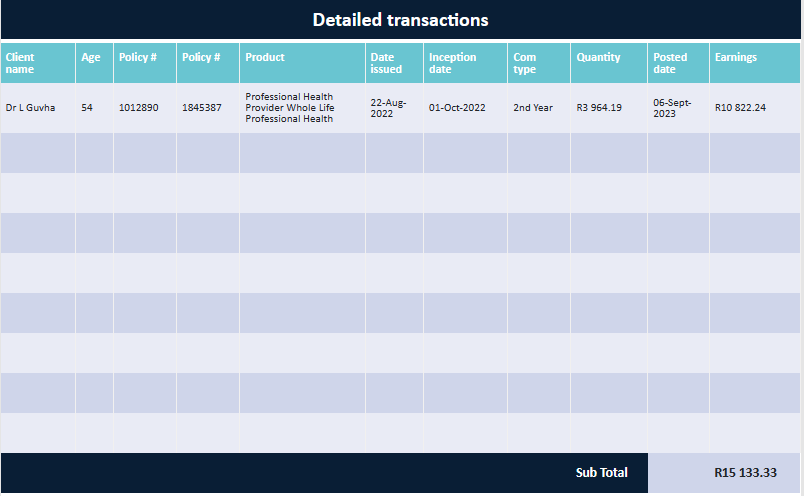 Detailed transactions
Client name Age Policy # Policy # Product Date issued Inception date Com type Quantity Posted date Earnings
Dr L Guvha 54 1012890 1845387 Professional Health Provider Whole Life Professional Health 22-Aug-2022 01-Oct-2022 2nd Year R3 964.19 06-Sept-2023 R10 822.24
Sub Total R15 133.33